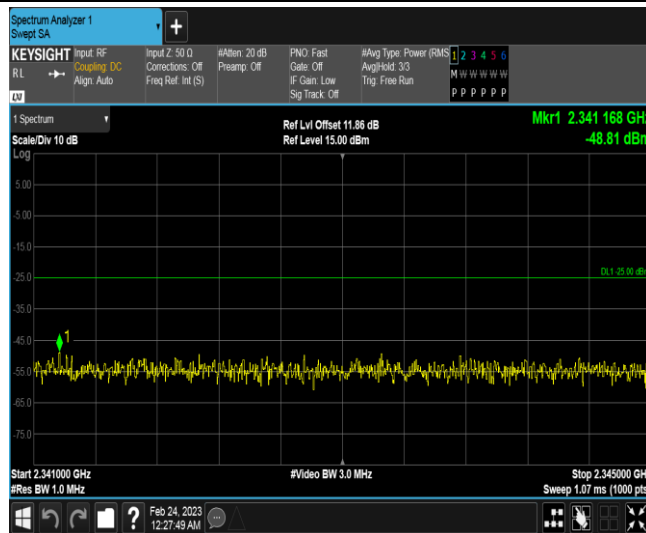 Spectrum Analyzer 1
Swept SA
+
KEYSIGHT
RL
Input: RF
Coupling: DC
Align: Auto
Input Z: 50 Ω
Corrections: Off
Freq Ref: Int (S)
#Atten: 20 dB
Preamp: Off
PNO: Fast
Gate: Off
IF Gain: Low
Sig Track: Off
#Avg Type: Power (RMS
Avg|Hold: 3/3
Trig: Free Run
1 2 3 4 5 6
M W W W W W
P P P P P P
LXI
1 Spectrum
Scale/Div 10 dB
Ref Lvl Offset 11.86 dB
Ref Level 15.00 dBm
Mkr1 2.341 168 GHz
-48.81 dBm
Log
5.00
-5.00
-15.0
-25.0
DL1 -25.00 dBm
-35.0
-45.0
1
-55.0
-65.0
-75.0
Start 2.341000 GHz
#Res BW 1.0 MHz
#Video BW 3.0 MHz
Stop 2.345000 GHz
Sweep 1.07 ms (1000 pts
?
Feb 24, 2023
12:27:49 AM